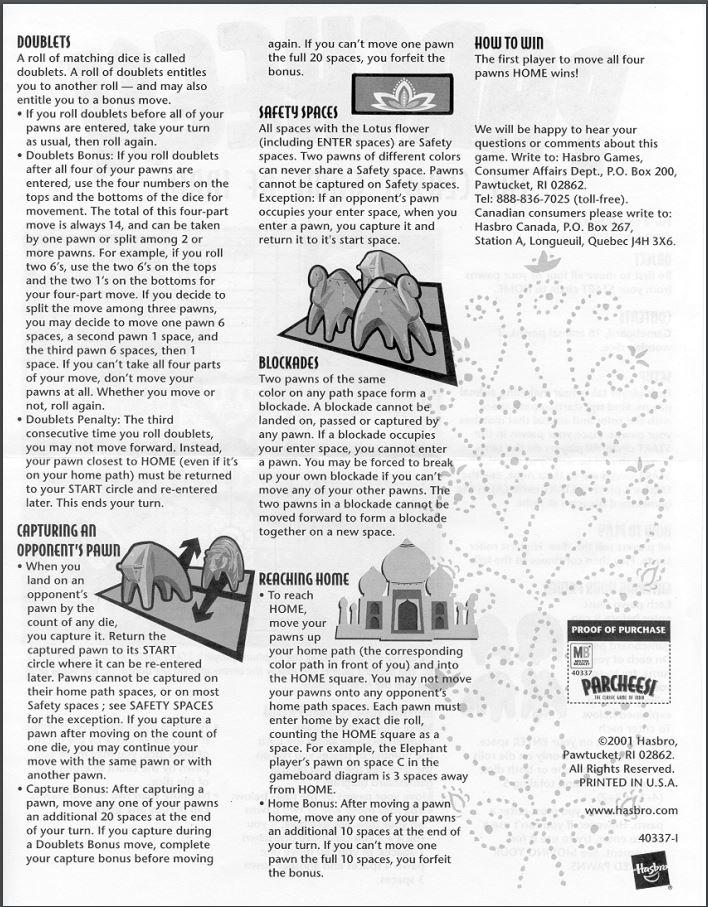 DOUBLETS
A roll of matching dice is called
doublets. A roll of doublets entitles
you to another roll — and may also
entitle you to a bonus move.
• If you roll doublets before all of your
pawns are entered, take your turn
as usual, then roll again.
• Doublets Bonus: If you roll doublets
after all four of your pawns are
entered, use the four numbers on the
tops and the bottoms of the dice for
movement. The total of this four-part
move is always 14, and can be taken
by one pawn or split among 2 or
more pawns. For example, if you roll
two 6's, use the two 6's on the tops
and the two 1's on the bottoms for
your four-part move. If you decide to
split the move among three pawns,
you may decide to move one pawn 6
spaces, a second pawn 1 space, and
the third pawn 6 spaces, then 1
space. If you can't take all four parts
of your move, don't move your
pawns at all. Whether you move or
not, roll again.
• Doublets Penalty: The third
consecutive time you roll doublets,
you may not move forward. Instead,
your pawn closest to HOME (even if it's
on your home path) must be returned
to your START circle and re-entered
later. This ends your turn.
CAPTURING AN
OPPONENT'S PAWN
• When you
land on an
opponent's
pawn by the
count of any die,
you capture it. Return the
captured pawn to its START
circle where it can be re-entered
later. Pawns cannot be captured on
their home path spaces, or on most
Safety spaces ; see SAFETY SPACES
for the exception. If you capture a
pawn after moving on the count of
one die, you may continue your
move with the same pawn or with
another pawn.
• Capture Bonus: After capturing a
pawn, move any one of your pawns
an additional 20 spaces at the end
of your turn. If you capture during
a Doublets Bonus move, complete
your capture bonus before moving
again. If you can't move one pawn
the full 20 spaces, you forfeit the
bonus.
SAFETY SPACES
All spaces with the Lotus flower
(including ENTER spaces) are Safety
spaces. Two pawns of different colors
can never share a Safety space. Pawns
cannot be captured on Safety spaces.
Exception: If an opponent's pawn
occupies your enter space, when you
enter a pawn, you capture it and
return it to it's start space.
BLOCKADES
Two pawns of the same
color on any path space form a
blockade. A blockade cannot be
landed on, passed or captured by
any pawn. If a blockade occupies
your enter space, you cannot enter
a pawn. You may be forced to break
up your own blockade if you can't
move any of your other pawns. The
two pawns in a blockade cannot be
moved forward to form a blockade
together on a new space.
REACHING HOME
• To reach
HOME,
move your
pawns up
your home path (the corresponding
color path in front of you) and into
the HOME square. You may not move
your pawns onto any opponent's
home path spaces. Each pawn must
enter home by exact die roll,
counting the HOME square as a
space. For example, the Elephant
player's pawn on space C in the
gameboard diagram is 3 spaces away
from HOME.
• Home Bonus: After moving a pawn
home, move any one of your pawns
an additional 10 spaces at the end of
your turn. If you can't move one
pawn the full 10 spaces, you forfeit
the bonus.
HOW TO WIN
The first player to move all four
pawns HOME wins!
We will be happy to hear your
questions or comments about this
game. Write to: Hasbro Games,
Consumer Affairs Dept., P.O. Box 200,
Pawtucket, RI 02862.
Tel: 888-836-7025 (toll-free).
Canadian consumers please write to:
Hasbro Canada, P.O. Box 267,
Station A, Longueuil, Quebec J4H 3X6.
PROOF OF PURCHASE
MB
40337
PARCHEESI
THE CLASSIC GAME OF INDIA
©2001 Hasbro,
Pawtucket, RI 02862.
All Rights Reserved.
PRINTED IN U.S.A.
www.hasbro.com
40337-I
Hasbro